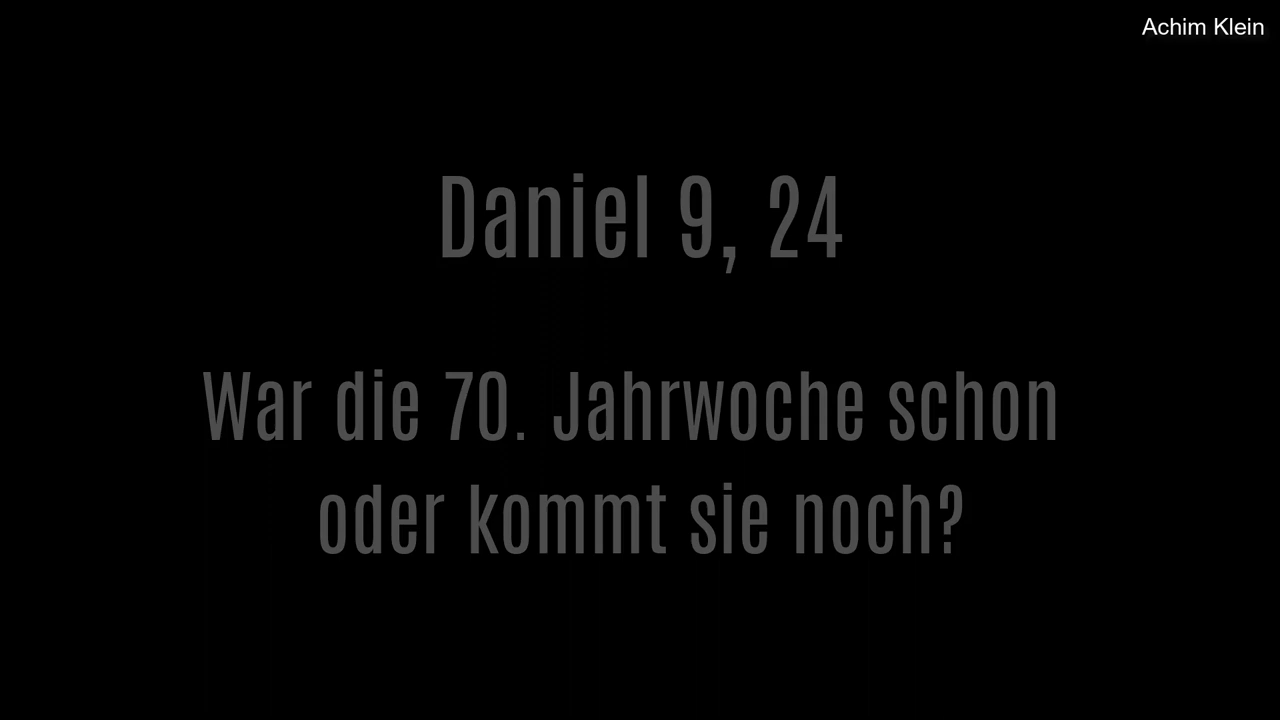 Achim Klein
Daniel 9, 24
War die 70. Jahrwoche schon
oder kommt sie noch?